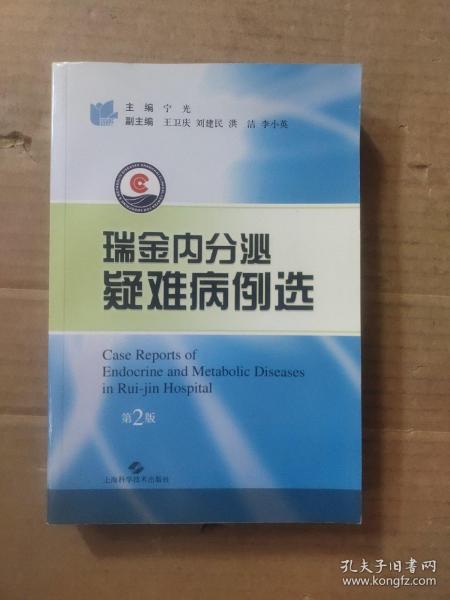 主编 宁光
副主编 王卫庆 刘建民 洪洁 李小英
瑞金内分泌
疑难病例选
Case Reports of
Endocrine and Metabolic Diseases
in Rui-jin Hospital
第2版
上海科学技术出版社
孔夫子旧书网
www.kongfz.com